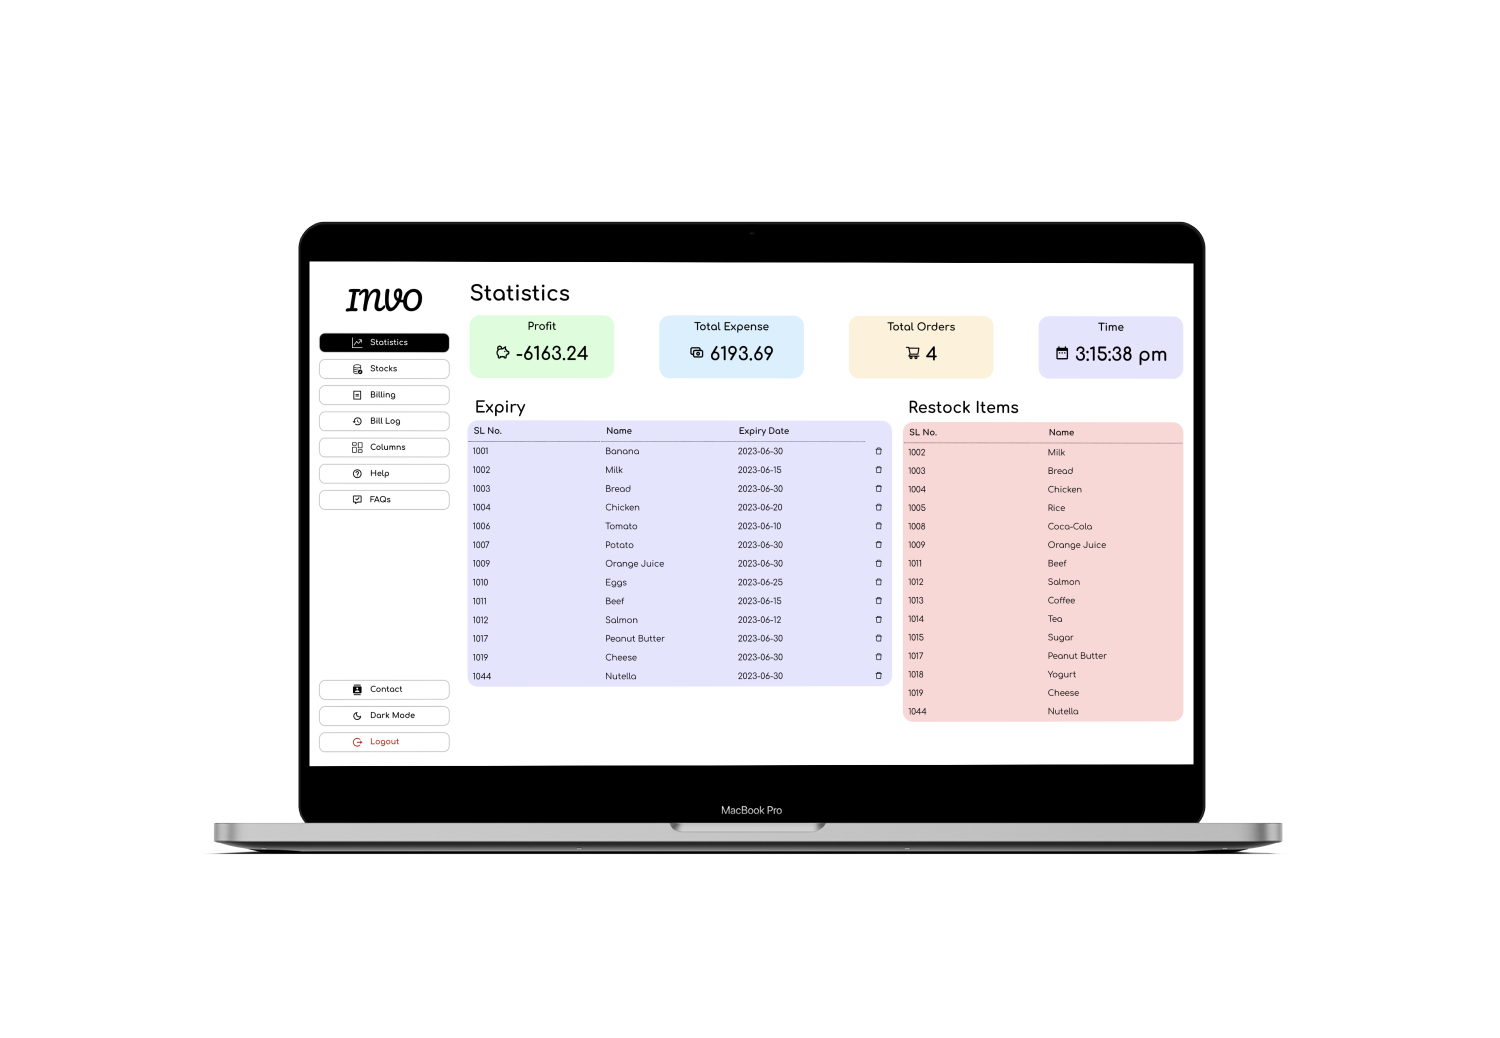 INVO
Statistics
Stocks
Billing
Bill Log
Columns
Help
FAQs
Contact
Dark Mode
Logout
Statistics
Profit
-6163.24
Total Expense
6193.69
Total Orders
4
Time
3:15:38 pm
Expiry
SL No. Name Expiry Date
1001 Banana 2023-06-30
1002 Milk 2023-06-15
1003 Bread 2023-06-30
1004 Chicken 2023-06-20
1006 Tomato 2023-06-10
1007 Potato 2023-06-30
1009 Orange Juice 2023-06-30
1010 Eggs 2023-06-25
1011 Beef 2023-06-15
1012 Salmon 2023-06-12
1017 Peanut Butter 2023-06-30
1019 Cheese 2023-06-30
1044 Nutella 2023-06-30
Restock Items
SL No. Name
1002 Milk
1003 Bread
1004 Chicken
1005 Rice
1008 Coca-Cola
1009 Orange Juice
1011 Beef
1012 Salmon
1013 Coffee
1014 Tea
1015 Sugar
1017 Peanut Butter
1018 Yogurt
1019 Cheese
1044 Nutella
MacBook Pro